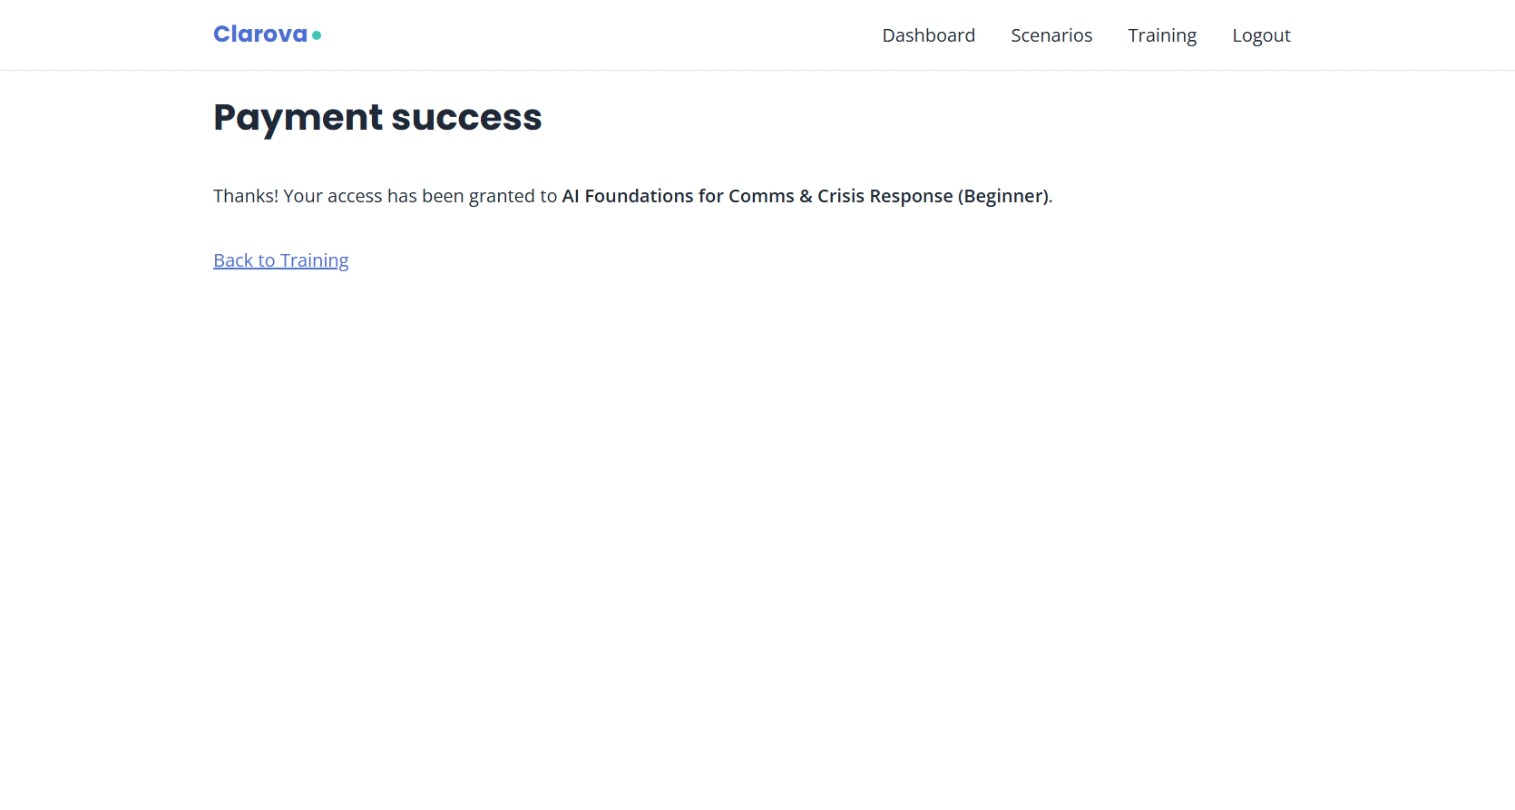 Clarova
Dashboard Scenarios Training Logout
Payment success
Thanks! Your access has been granted to AI Foundations for Comms & Crisis Response (Beginner).
Back to Training